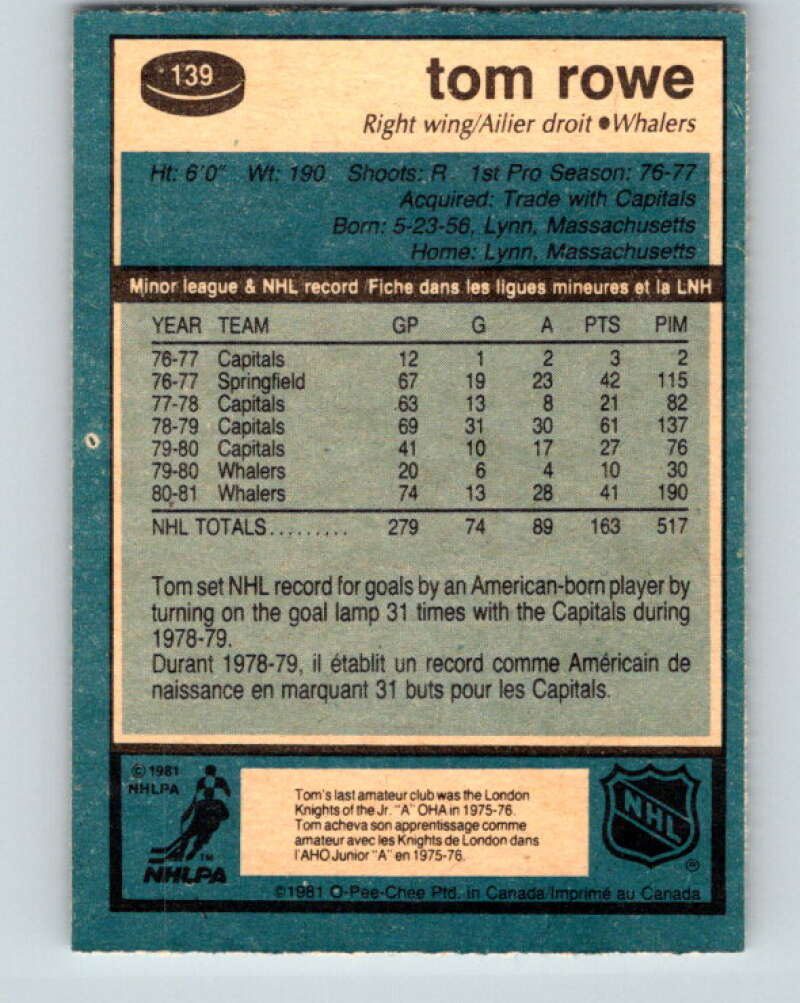 139
tom rowe
Right wing/Ailier droit ●Whalers
Ht: 6'0" Wt: 190 Shoots: R 1st Pro Season: 76-77
Acquired: Trade with Capitals
Born: 5-23-56, Lynn, Massachusetts
Home: Lynn, Massachusetts
Minor league & NHL record/Fiche dans les ligues mineures et la LNH
YEAR TEAM GP G A PTS PIM
76-77 Capitals 12 1 2 3 2
76-77 Springfield 67 19 23 42 115
77-78 Capitals 63 13 8 21 82
78-79 Capitals 69 31 30 61 137
79-80 Capitals 41 10 17 27 76
79-80 Whalers 20 6 4 10 30
80-81 Whalers 74 13 28 41 190
NHL TOTALS......... 279 74 89 163 517
Tom set NHL record for goals by an American-born player by
turning on the goal lamp 31 times with the Capitals during
1978-79.
Durant 1978-79, il établit un record comme Américain de
naissance en marquant 31 buts pour les Capitals.
©1981
NHLPA
TM
NHLPA
Tom's last amateur club was the London
Knights of the Jr. "A" OHA in 1975-76.
Tom acheva son apprentissage comme
amateur avec les Knights de London dans
l'AHO Junior "A" en 1975-76.
NHL
©1981 O-Pee-Chee Ptd. in Canada/Imprimé au Canada